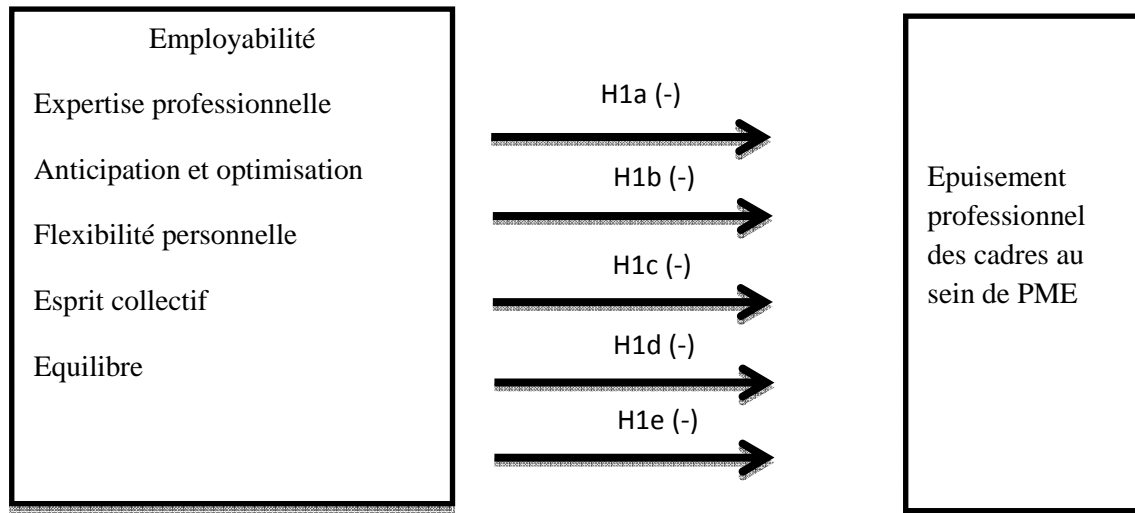 Employabilité
Expertise professionnelle
Anticipation et optimisation
Flexibilité personnelle
Esprit collectif
Equilibre
H1a (-)
H1b (-)
H1c (-)
H1d (-)
H1e (-)
Epuisement
professionnel
des cadres au
sein de PME